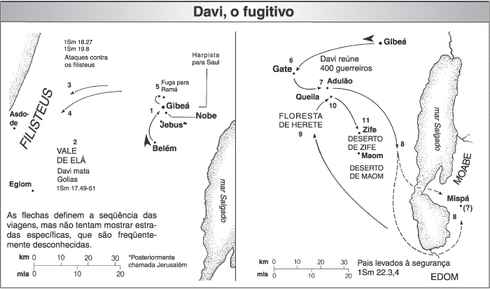 Davi, o fugitivo
1Sm 18.27
1Sm 19.8
Ataques contra
os filisteus
Harpista
para Saul
3
4
5
Fuga para
Ramá
Gibeá
1
Nobe
Jebus*
Belém
Asdo-
de
FILISTEUS
2
VALE
DE ELÁ
Davi mata
Golias
1Sm 17.49-51
Eglom
mar Salgado
As flechas definem a seqüência das
viagens, mas não tentam mostrar estra-
das específicas, que são freqüente-
mente desconhecidas.
km
0 10 20 30
mls
0 10 20
*Posteriormente
chamada Jerusalém
Gibeá
6
Davi reúne
400 guerreiros
Gate
7
Adulão
Queila
10
FLORESTA
DE HERETE
9
11
Zife
DESERTO
DE ZIFE
Maom
DESERTO
DE MAOM
8
mar Salgado
MOABE
Mispá
(?)
8
Pais levados à segurança
1Sm 22.3,4
EDOM
km
0 10 20 30
mls
0 10 20